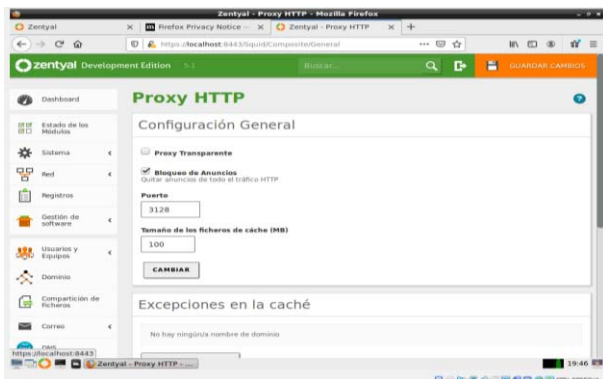 Zentyal - Proxy HTTP - Mozilla Firefox
Zentyal
Firefox Privacy Notice —
Zentyal - Proxy HTTP
https://localhost:8443/Squid/Composite/General
zentyal Development Edition 5.1
Buscar...
GUARDAR CAMBIOS
Dashboard
Estado de los Módulos
Sistema
Red
Registros
Gestión de software
Usuarios y Equipos
Dominio
Compartición de Ficheros
Correo
DNS
Proxy HTTP
Configuración General
Proxy Transparente
Bloqueo de Anuncios
Quitar anuncios de todo el tráfico HTTP
Puerto
3128
Tamaño de los ficheros de cáche (MB)
100
CAMBIAR
Excepciones en la caché
No hay ningún/a nombre de dominio
https://localhost:8443
Zentyal - Proxy HTTP - ...
19:46